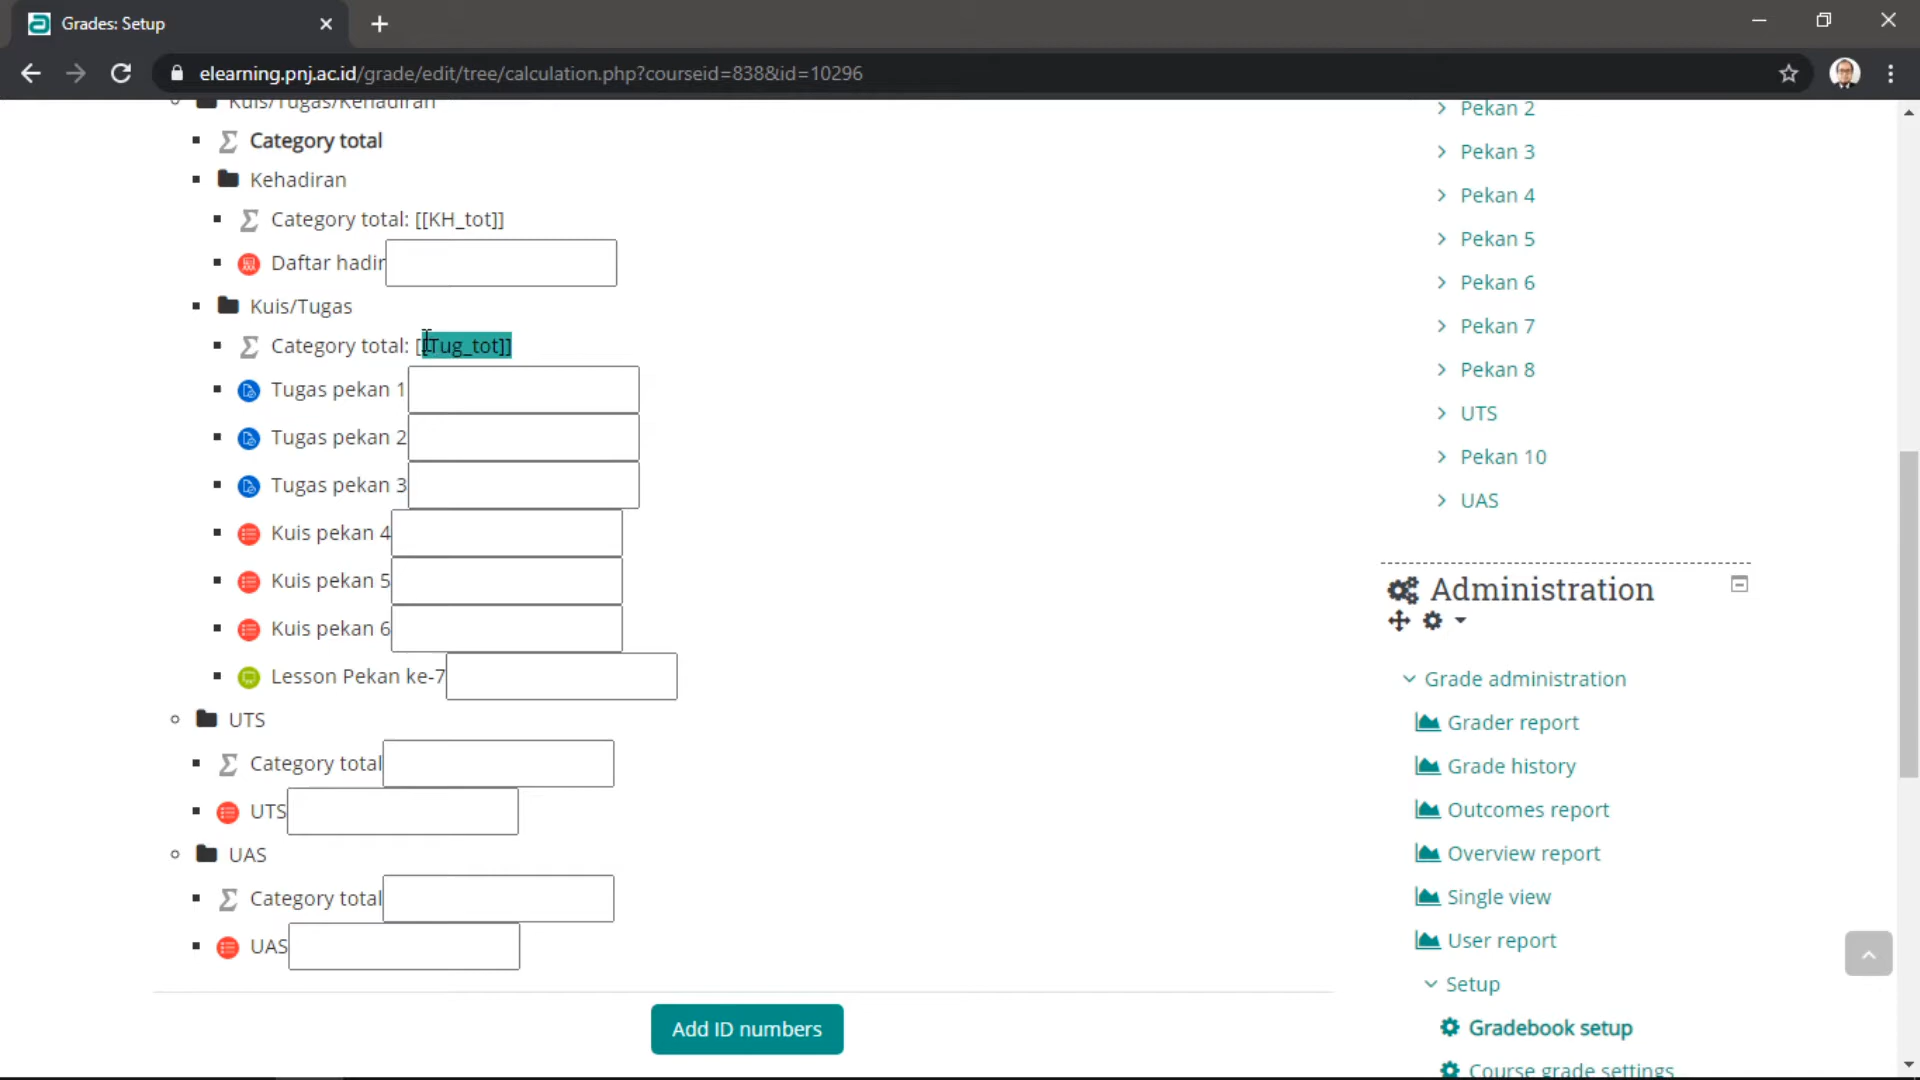 Grades: Setup
elearning.pnj.ac.id/grade/edit/tree/calculation.php?courseid=838&id=10296
Kuis/Tugas/Kehadiran
Category total
Kehadiran
Category total: [[KH_tot]]
Daftar hadir
Kuis/Tugas
Category total: [[Tug_tot]]
Tugas pekan 1
Tugas pekan 2
Tugas pekan 3
Kuis pekan 4
Kuis pekan 5
Kuis pekan 6
Lesson Pekan ke-7
UTS
Category total
UTS
UAS
Category total
UAS
Add ID numbers
Pekan 2
Pekan 3
Pekan 4
Pekan 5
Pekan 6
Pekan 7
Pekan 8
UTS
Pekan 10
UAS
Administration
Grade administration
Grader report
Grade history
Outcomes report
Overview report
Single view
User report
Setup
Gradebook setup
Course grade settings